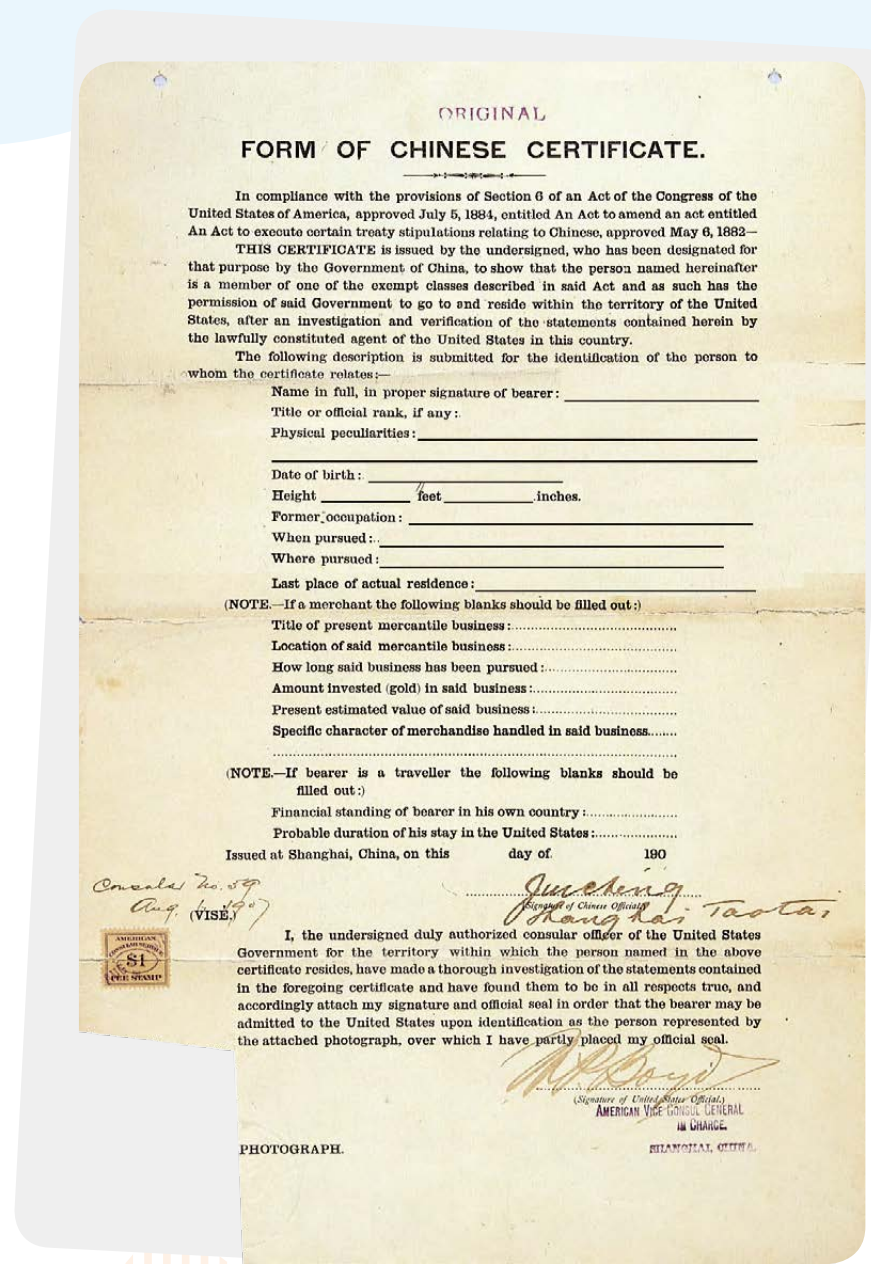 ORIGINAL
FORM OF CHINESE CERTIFICATE.
In compliance with the provisions of Section 6 of an Act of the Congress of the
United States of America, approved July 5, 1884, entitled An Act to amend an act entitled
An Act to execute certain treaty stipulations relating to Chinese, approved May 6, 1882—
THIS CERTIFICATE is issued by the undersigned, who has been designated for
that purpose by the Government of China, to show that the person named hereinafter
is a member of one of the exempt classes described in said Act and as such has the
permission of said Government to go to and reside within the territory of the United
States, after an investigation and verification of the statements contained herein by
the lawfully constituted agent of the United States in this country.
The following description is submitted for the identification of the person to
whom the certificate relates:—
Name in full, in proper signature of bearer:
Title or official rank, if any:
Physical peculiarities:
Date of birth:
Height feet inches.
Former occupation:
When pursued:
Where pursued:
Last place of actual residence:
(NOTE.—If a merchant the following blanks should be filled out:)
Title of present mercantile business:
Location of said mercantile business:
How long said business has been pursued:
Amount invested (gold) in said business:
Present estimated value of said business:
Specific character of merchandise handled in said business
(NOTE.—If bearer is a traveller the following blanks should be
filled out:)
Financial standing of bearer in his own country:
Probable duration of his stay in the United States:
Issued at Shanghai, China, on this day of 190
Consular No. 59
Aug. 1907
(VISE.)
Juicheng
(Signature of Chinese Official.)
Shanghai Taotai
AMERICAN
CONSULAR SERVICE
$1
FEE STAMP
I, the undersigned duly authorized consular officer of the United States
Government for the territory within which the person named in the above
certificate resides, have made a thorough investigation of the statements contained
in the foregoing certificate and have found them to be in all respects true, and
accordingly attach my signature and official seal in order that the bearer may be
admitted to the United States upon identification as the person represented by
the attached photograph, over which I have partly placed my official seal.
Boyd
(Signature of United States Official.)
AMERICAN VICE CONSUL GENERAL
IN CHARGE.
SHANGHAI, CHINA.
PHOTOGRAPH.